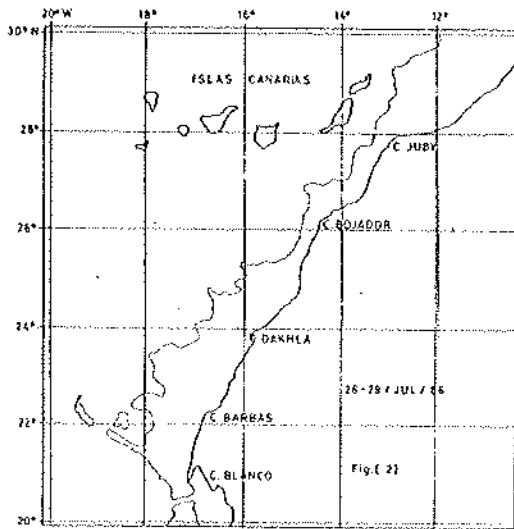 20° W 18° 16° 14° 12°
30° N
ISLAS CANARIAS
28°
C. JUBY
26°
C. BOJADOR
24°
C. DAKHLA
26-29 / JUL / 86
22°
C. BARBAS
C. BLANCO
Fig.( 2)
20°